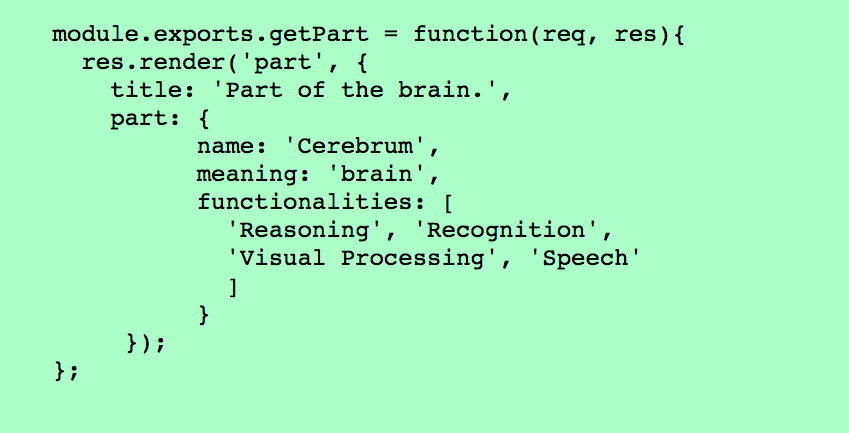 module.exports.getPart = function(req, res){
  res.render('part', {
    title: 'Part of the brain.',
    part: {
          name: 'Cerebrum',
          meaning: 'brain',
          functionalities: [
            'Reasoning', 'Recognition',
            'Visual Processing', 'Speech'
            ]
          }
     });
};